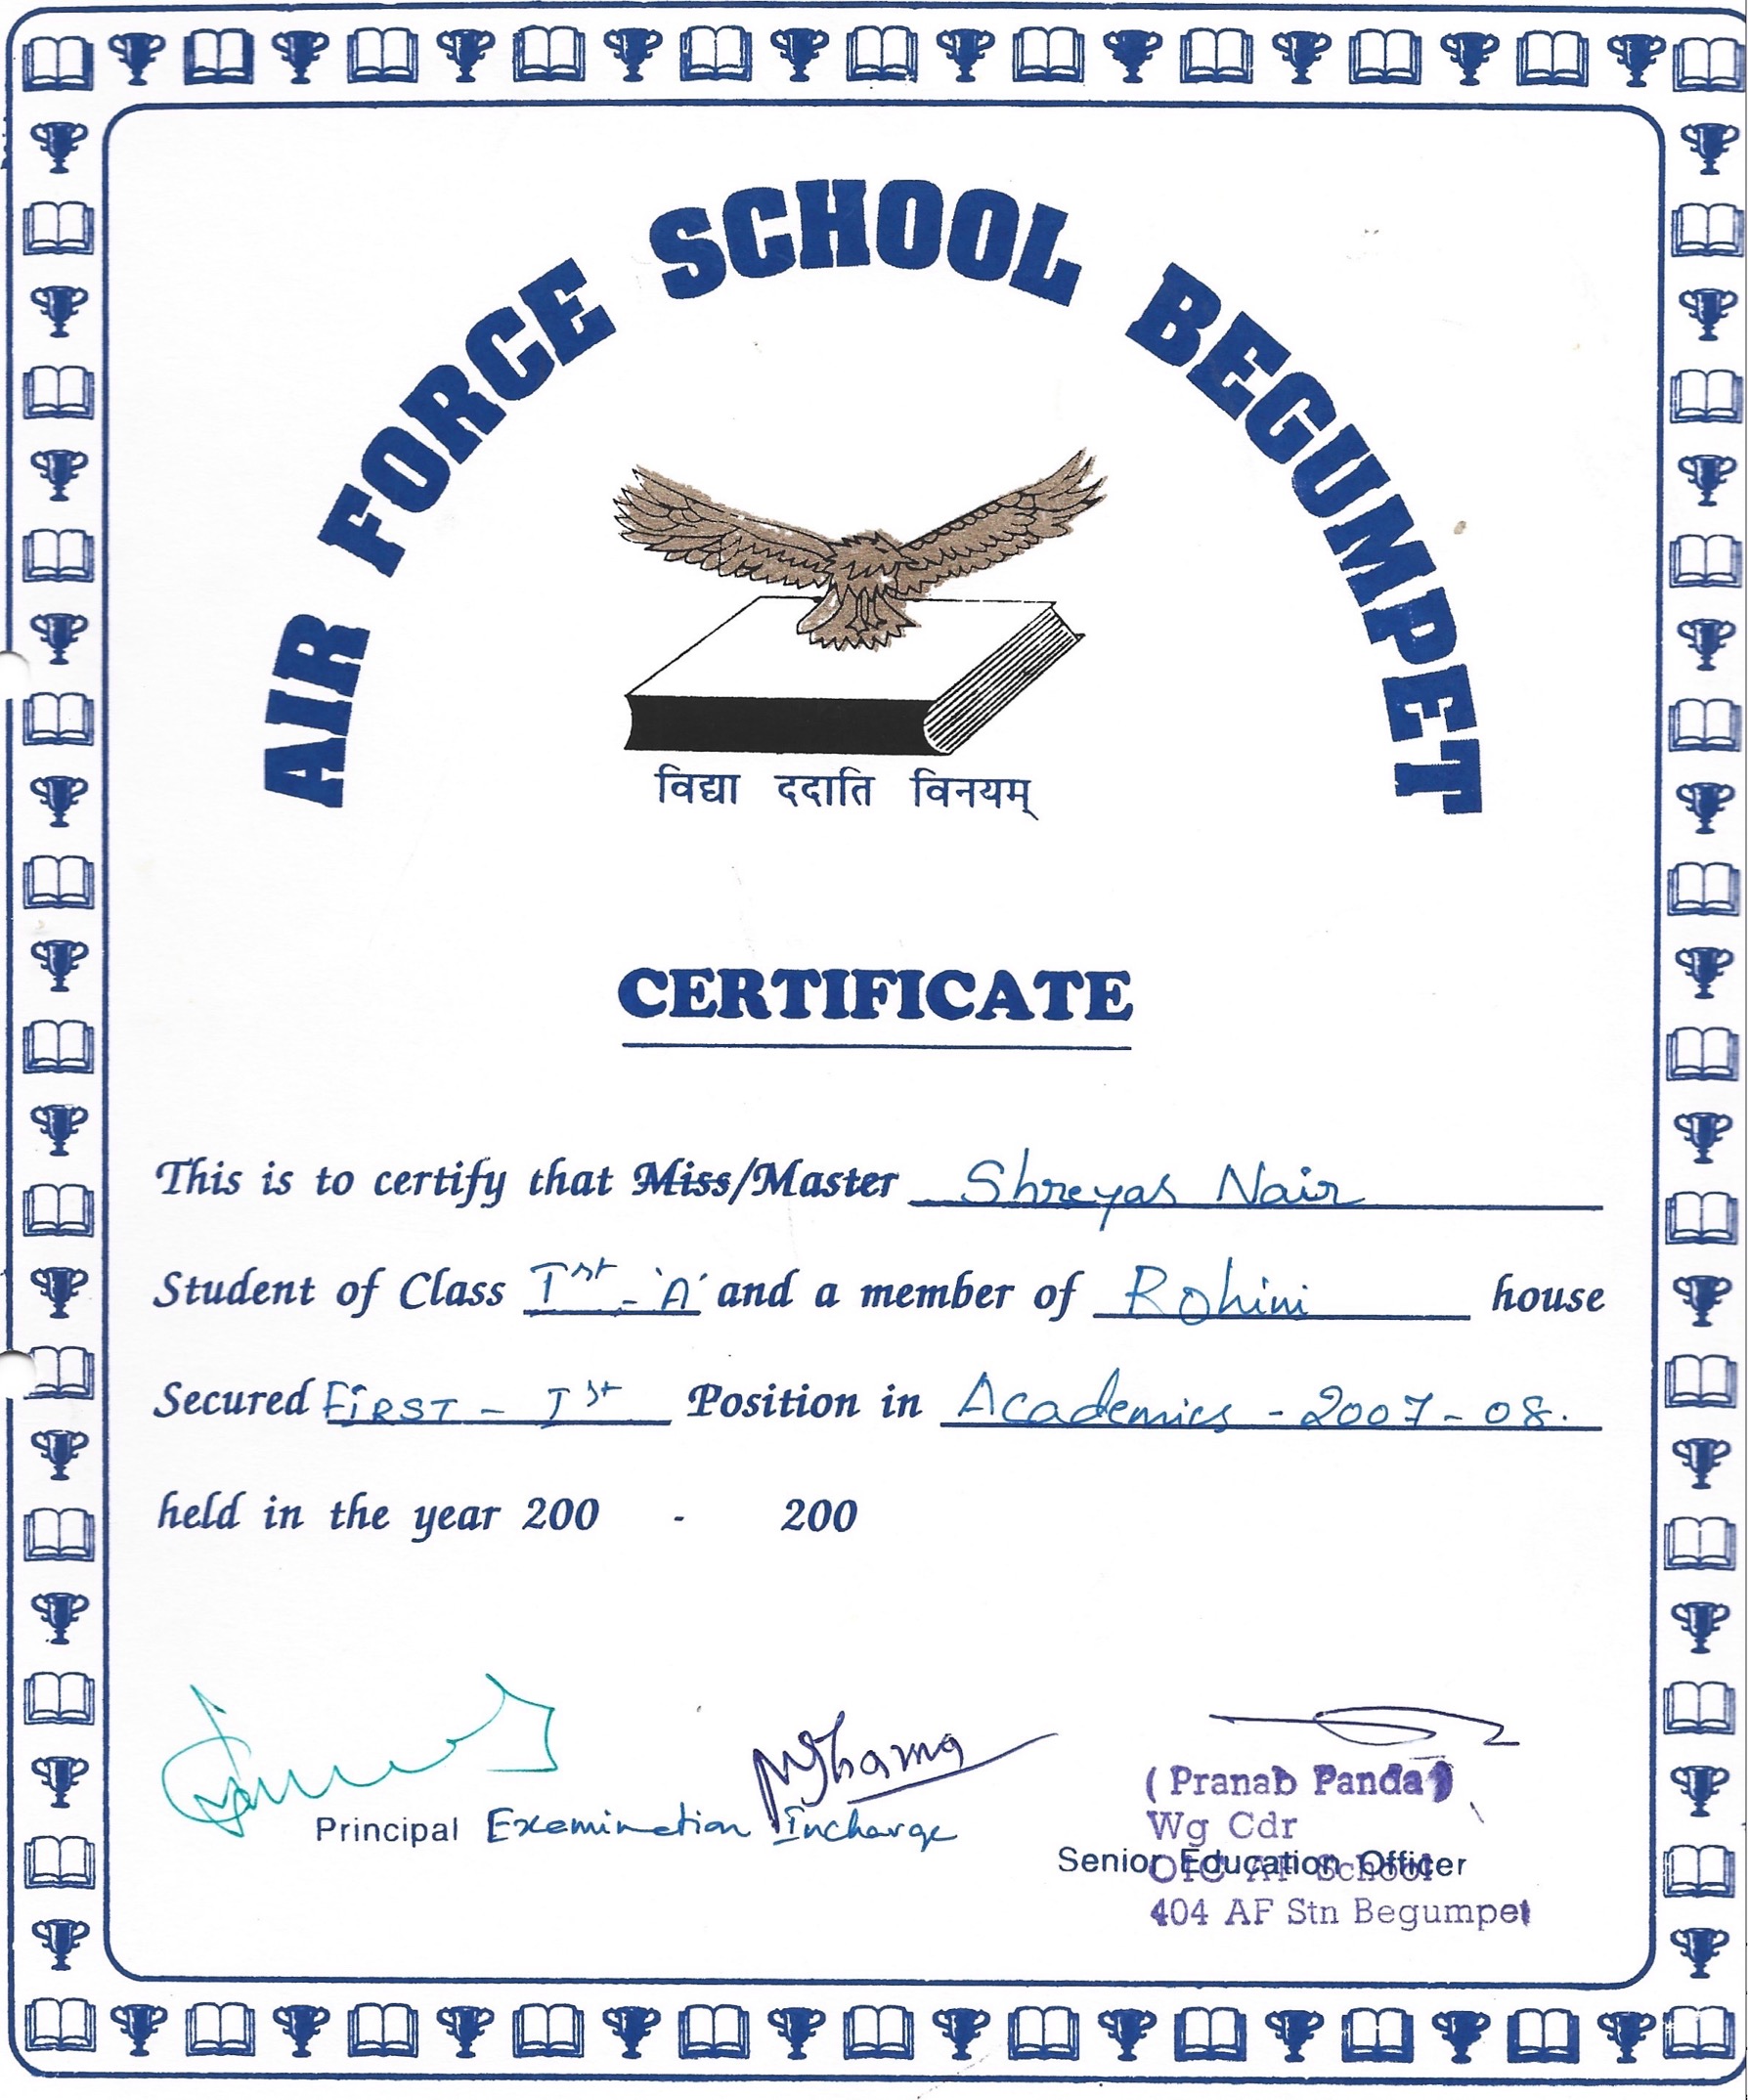 AIR FORCE SCHOOL BEGUMPET
विद्या ददाति विनयम्
CERTIFICATE
This is to certify that Miss/Master Shreyas Nair
Student of Class Ist - 'A' and a member of Rohini house
Secured FiRST - Ist Position in Academics - 2007 - 08.
held in the year 200 - 200
(Pranab Panda)
Principal Examination Incharge
Wg Cdr
Senior Education Officer
OIC AF School
404 AF Stn Begumpet